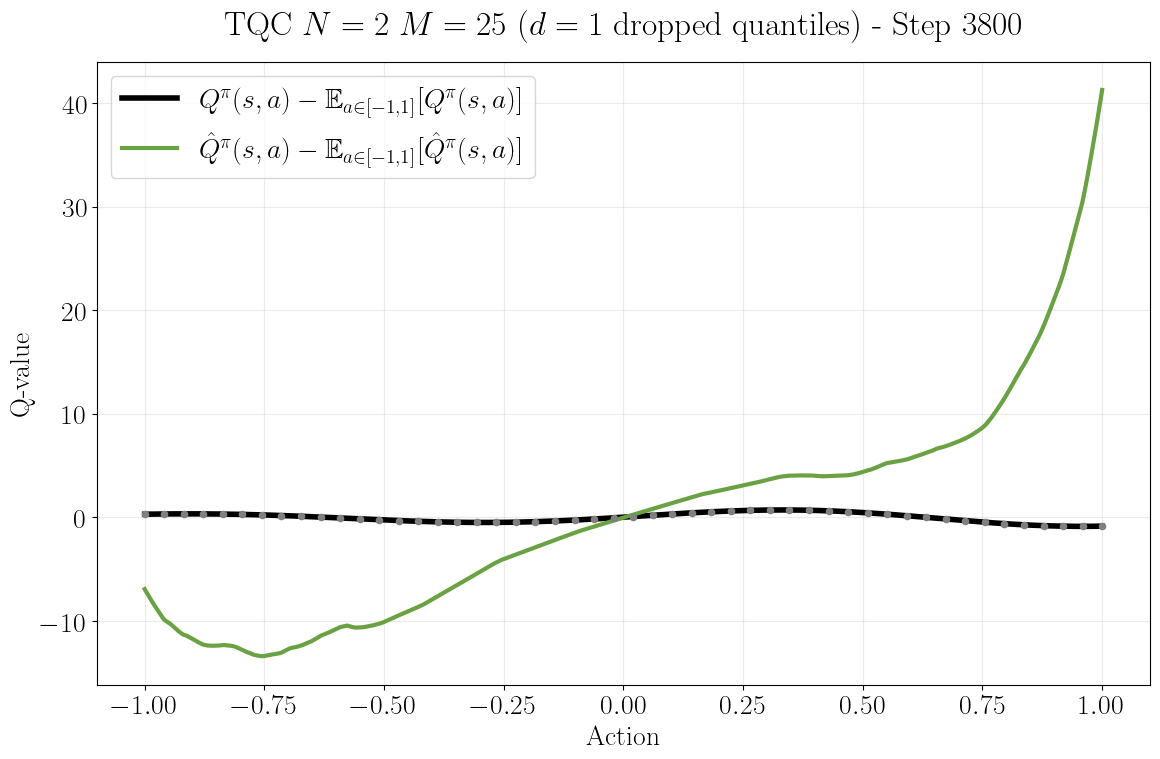 TQC N = 2 M = 25 (d = 1 dropped quantiles) - Step 3800
Q^π(s, a) − 𝔼_{a∈[−1,1]}[Q^π(s, a)]
Q̂^π(s, a) − 𝔼_{a∈[−1,1]}[Q̂^π(s, a)]
40
30
20
10
0
−10
Q-value
−1.00 −0.75 −0.50 −0.25 0.00 0.25 0.50 0.75 1.00
Action